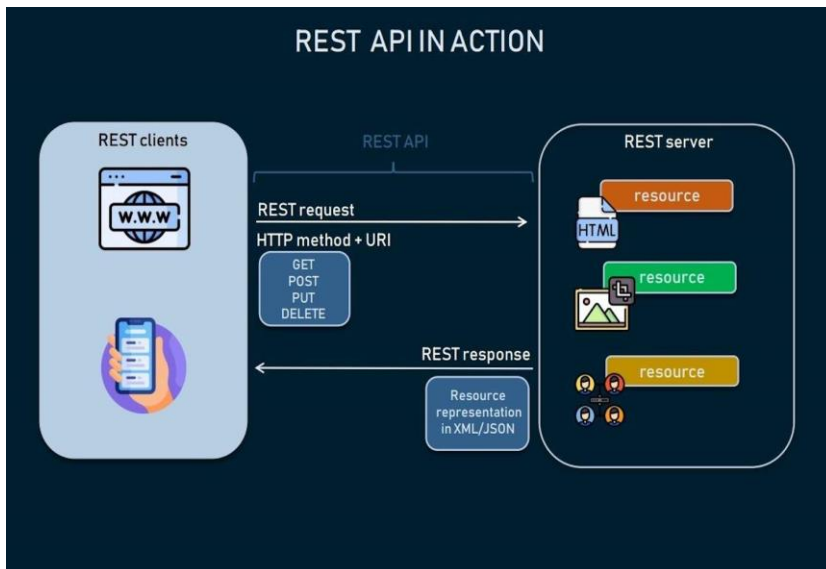 REST API IN ACTION
REST clients
W.W.W
REST API
REST request
HTTP method + URI
GET
POST
PUT
DELETE
REST response
Resource
representation
in XML/JSON
REST server
resource
HTML
resource
resource